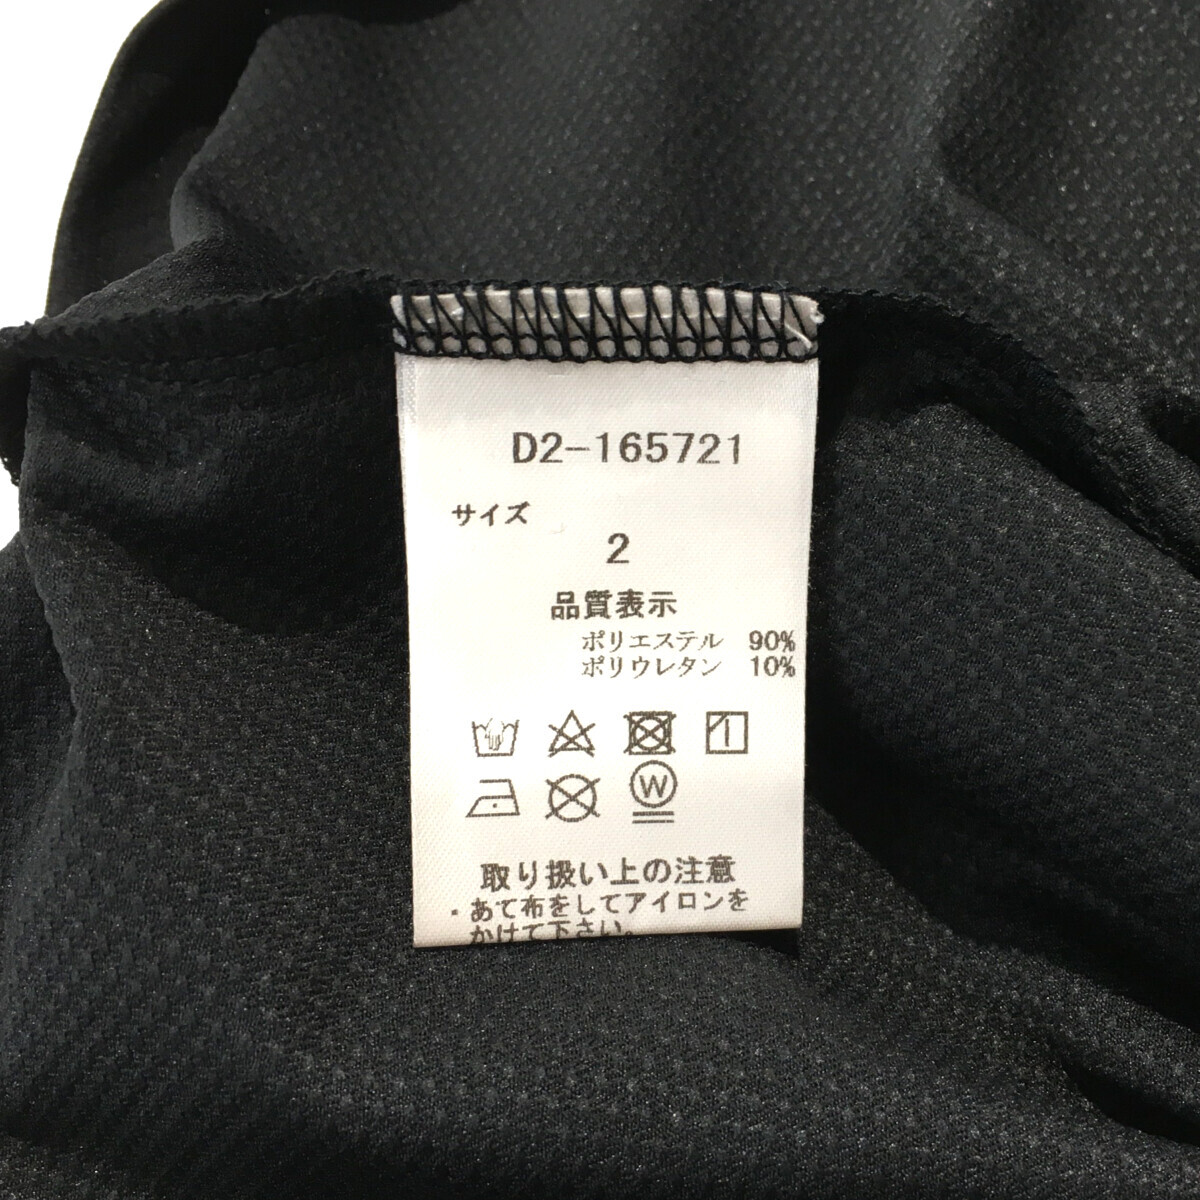 D2-165721
サイズ
2
品質表示
ポリエステル 90%
ポリウレタン 10%
W
取り扱い上の注意
・あて布をしてアイロンを
かけて下さい。